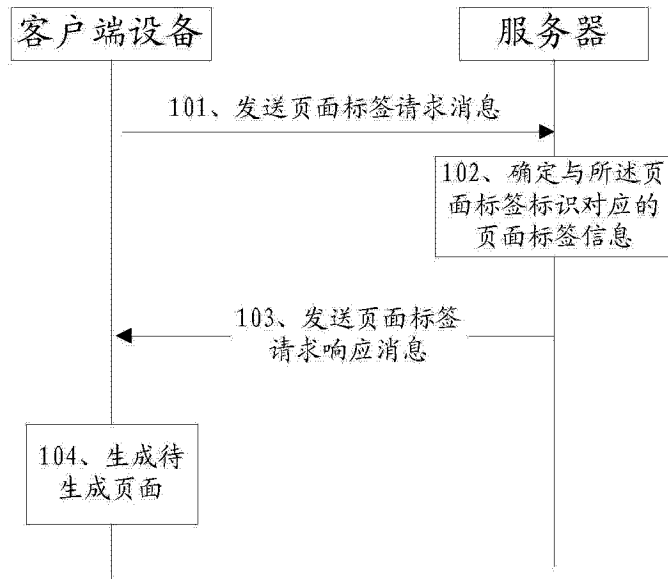 客户端设备
服务器
101、发送页面标签请求消息
102、确定与所述页
面标签标识对应的
页面标签信息
103、发送页面标签
请求响应消息
104、生成待
生成页面